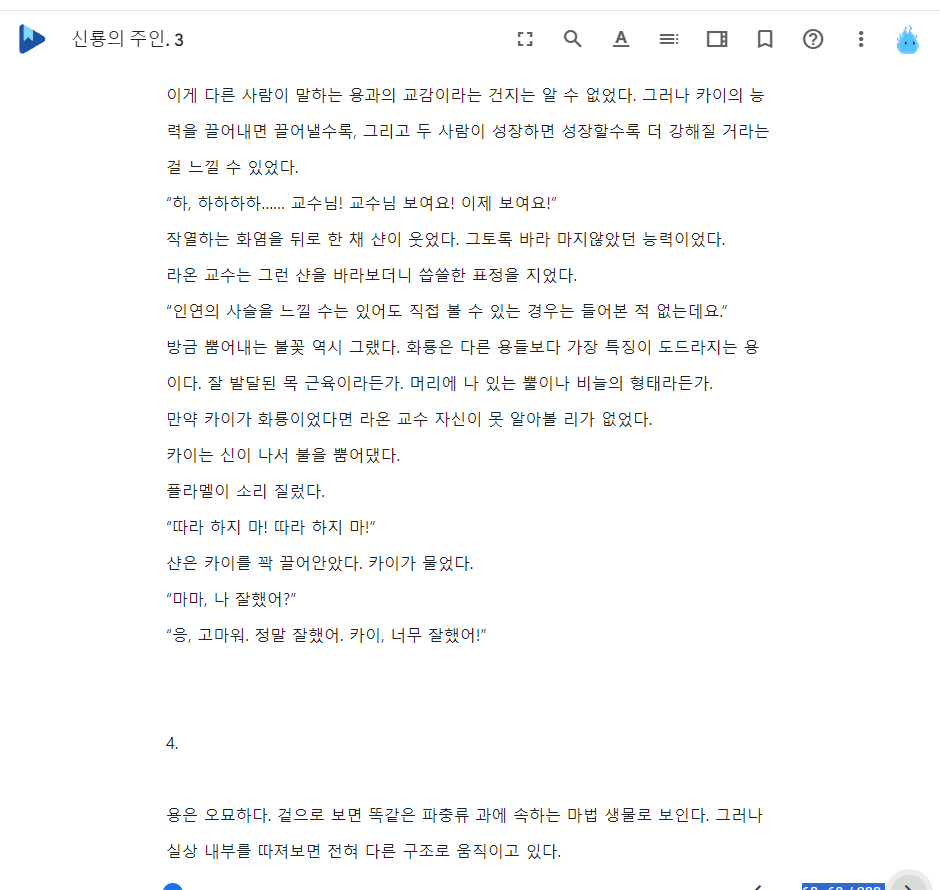 신룡의 주인. 3
이게 다른 사람이 말하는 용과의 교감이라는 건지는 알 수 없었다. 그러나 카이의 능
력을 끌어내면 끌어낼수록, 그리고 두 사람이 성장하면 성장할수록 더 강해질 거라는
걸 느낄 수 있었다.
“하, 하하하하...... 교수님! 교수님 보여요! 이제 보여요!”
작열하는 화염을 뒤로 한 채 샨이 웃었다. 그토록 바라 마지않았던 능력이었다.
라온 교수는 그런 샨을 바라보더니 씁쓸한 표정을 지었다.
“인연의 사슬을 느낄 수는 있어도 직접 볼 수 있는 경우는 들어본 적 없는데요.”
방금 뿜어내는 불꽃 역시 그랬다. 화룡은 다른 용들보다 가장 특징이 도드라지는 용
이다. 잘 발달된 목 근육이라든가. 머리에 나 있는 뿔이나 비늘의 형태라든가.
만약 카이가 화룡이었다면 라온 교수 자신이 못 알아볼 리가 없었다.
카이는 신이 나서 불을 뿜어댔다.
플라멜이 소리 질렀다.
“따라 하지 마! 따라 하지 마!”
샨은 카이를 꽉 끌어안았다. 카이가 물었다.
“마마, 나 잘했어?”
“응, 고마워. 정말 잘했어. 카이, 너무 잘했어!”
4.
용은 오묘하다. 겉으로 보면 똑같은 파충류 과에 속하는 마법 생물로 보인다. 그러나
실상 내부를 따져보면 전혀 다른 구조로 움직이고 있다.